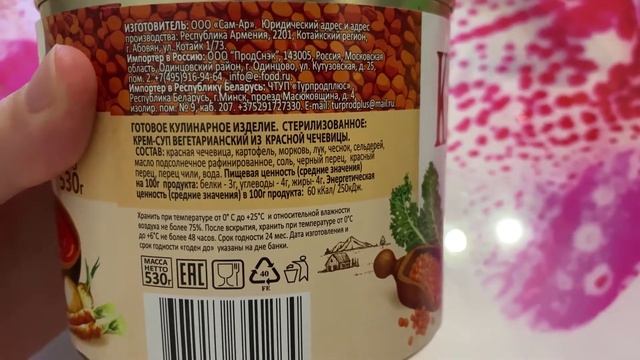 ИЗГОТОВИТЕЛЬ: ООО «Сам-Ар». Юридический адрес и адрес
производства: Республика Армения, 2201, Котайкский регион,
г. Абовян, ул. Котайк 1/73.
Импортер в Россию: ООО "ПродСнэк", 143005, Россия, Московская
область, Одинцовский район, г. Одинцово, ул. Кутузовская, д. 25,
пом. 2. +7(495)916-94-64, info@e-food.ru
Импортер в Республику Беларусь: ЧТУП «Турпродплюс»,
Республика Беларусь, г.Минск, проезд Масюковщина, д. 4,
изолир. пом. № 9, каб. 207. +375291727330. E-mail: turprodplus@mail.ru
ГОТОВОЕ КУЛИНАРНОЕ ИЗДЕЛИЕ. СТЕРИЛИЗОВАННОЕ:
КРЕМ-СУП ВЕГЕТАРИАНСКИЙ ИЗ КРАСНОЙ ЧЕЧЕВИЦЫ.
СОСТАВ: красная чечевица, картофель, морковь, лук, чеснок, сельдерей,
масло подсолнечное рафинированное, соль, черный перец, красный
перец, перец чили, вода. Пищевая ценность (средние значения)
на 100г продукта: белки - 3г, углеводы - 4г, жиры- 4г. Энергетическая
ценность (средние значения) в 100г продукта: 60 кКал/ 250кДж.
Хранить при температуре от 0° С до +25°С и относительной влажности
воздуха не более 75%. После вскрытия, хранить при температуре от 0°С
до +6°С не более 48 часов. Срок годности 24 мес. Дата изготовления и
срок годности «годен до» указаны на дне банки.
530г
МАССА
НЕТТО
530г
EAC
40
FE
К